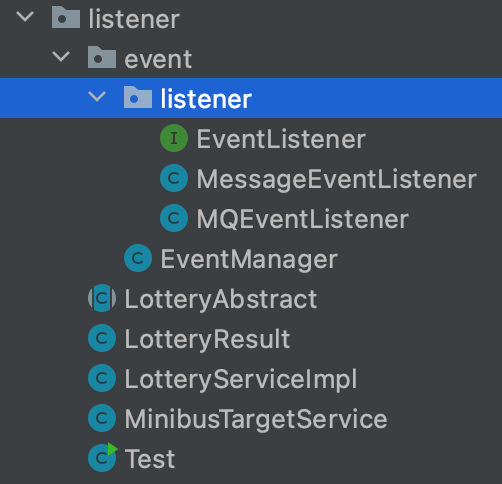 listener
event
listener
I EventListener
C MessageEventListener
C MQEventListener
C EventManager
C LotteryAbstract
C LotteryResult
C LotteryServiceImpl
C MinibusTargetService
C Test